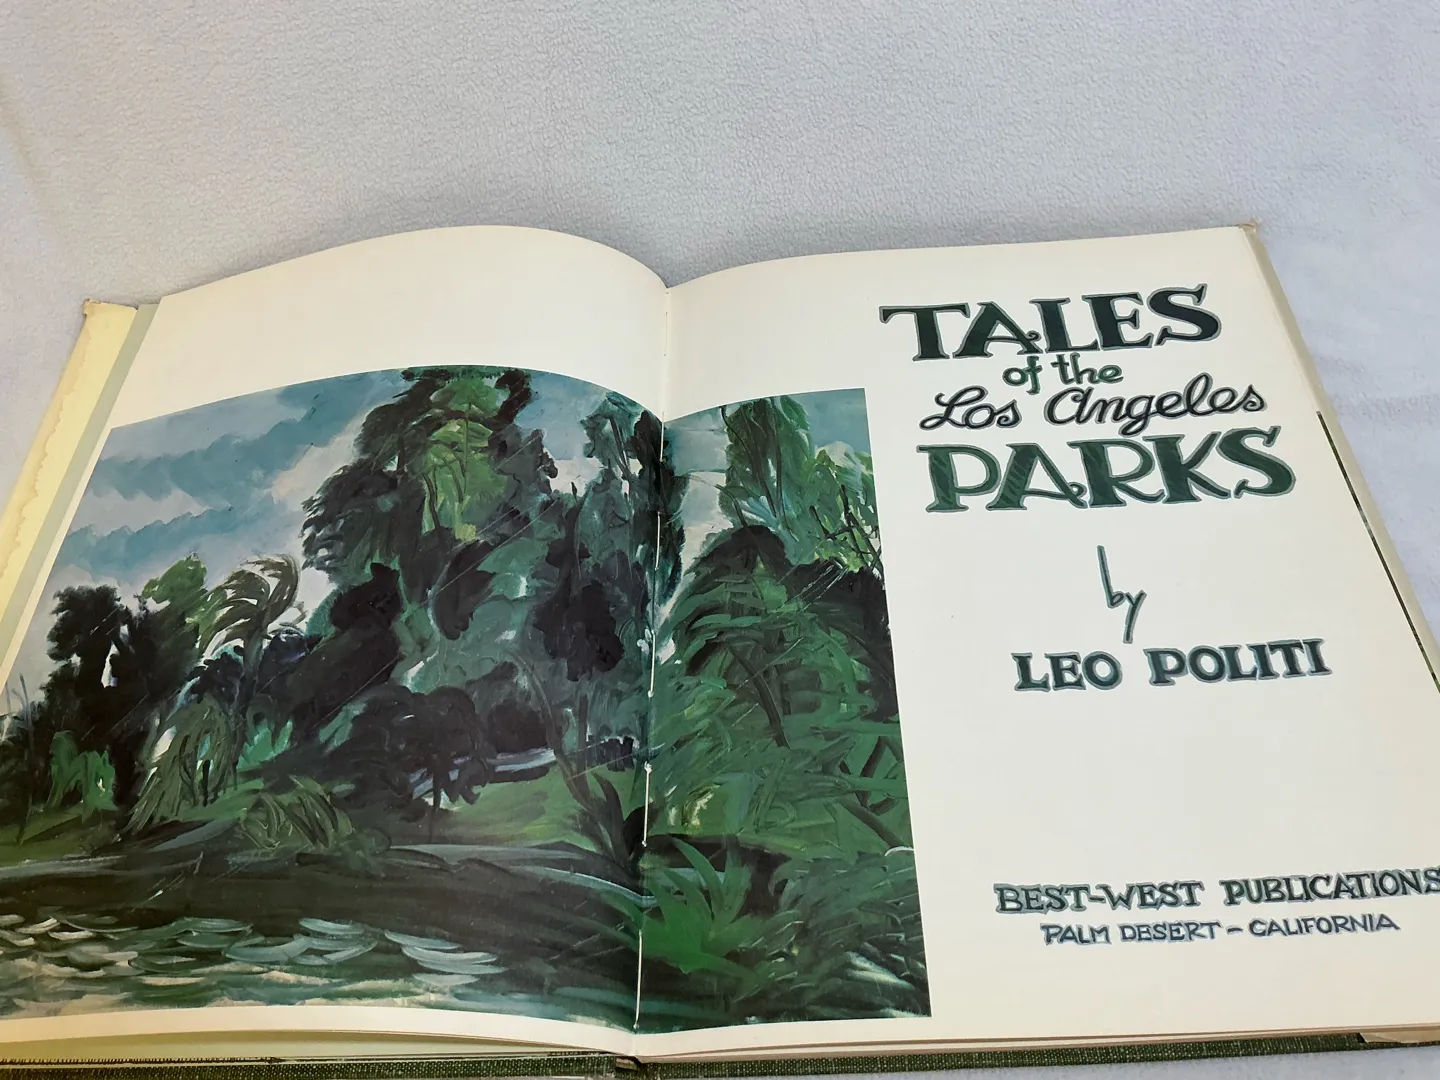 TALES
of the
Los Angeles
PARKS
by
LEO POLITI
BEST-WEST PUBLICATIONS
PALM DESERT - CALIFORNIA